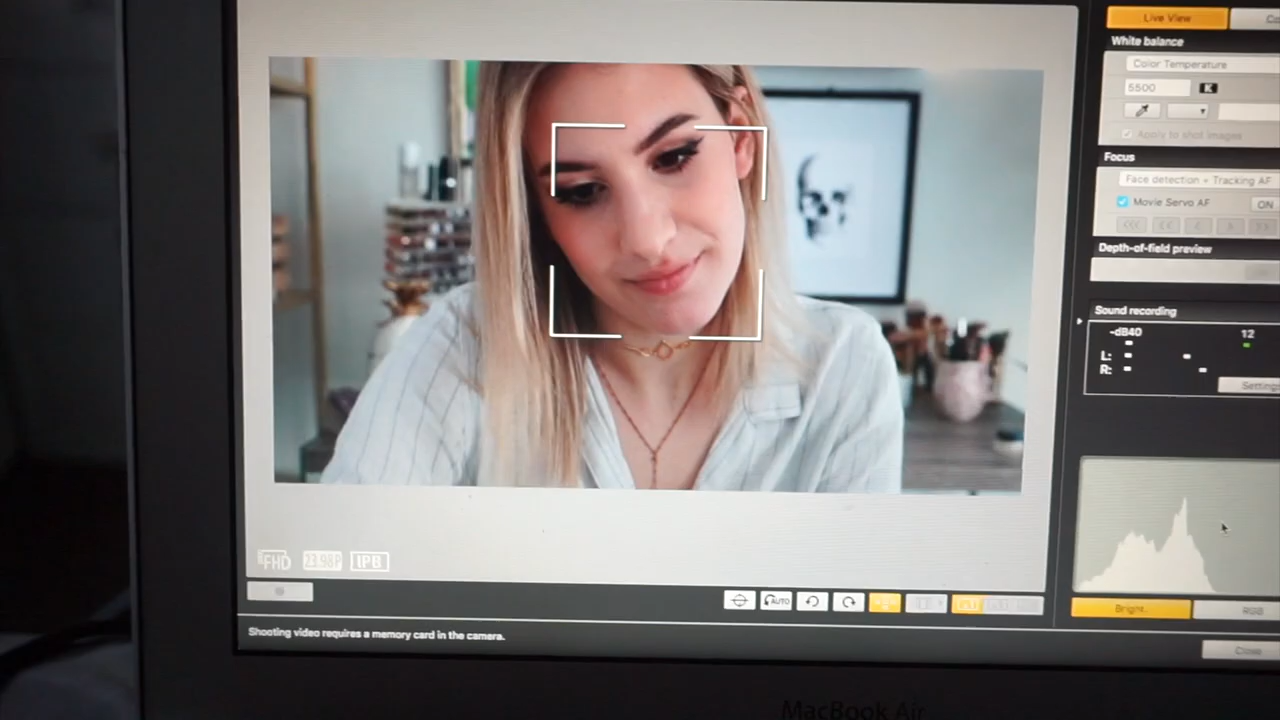 Live View
White balance
Color Temperature
5500
K
Apply to shot images
Focus
Face detection + Tracking AF
Movie Servo AF
ON
Depth-of-field preview
Sound recording
-dB40
12
L:
R:
Settings
FHD
23.98P
IPB
AUTO
Bright..
RGB
Shooting video requires a memory card in the camera.
Close
MacBook Air